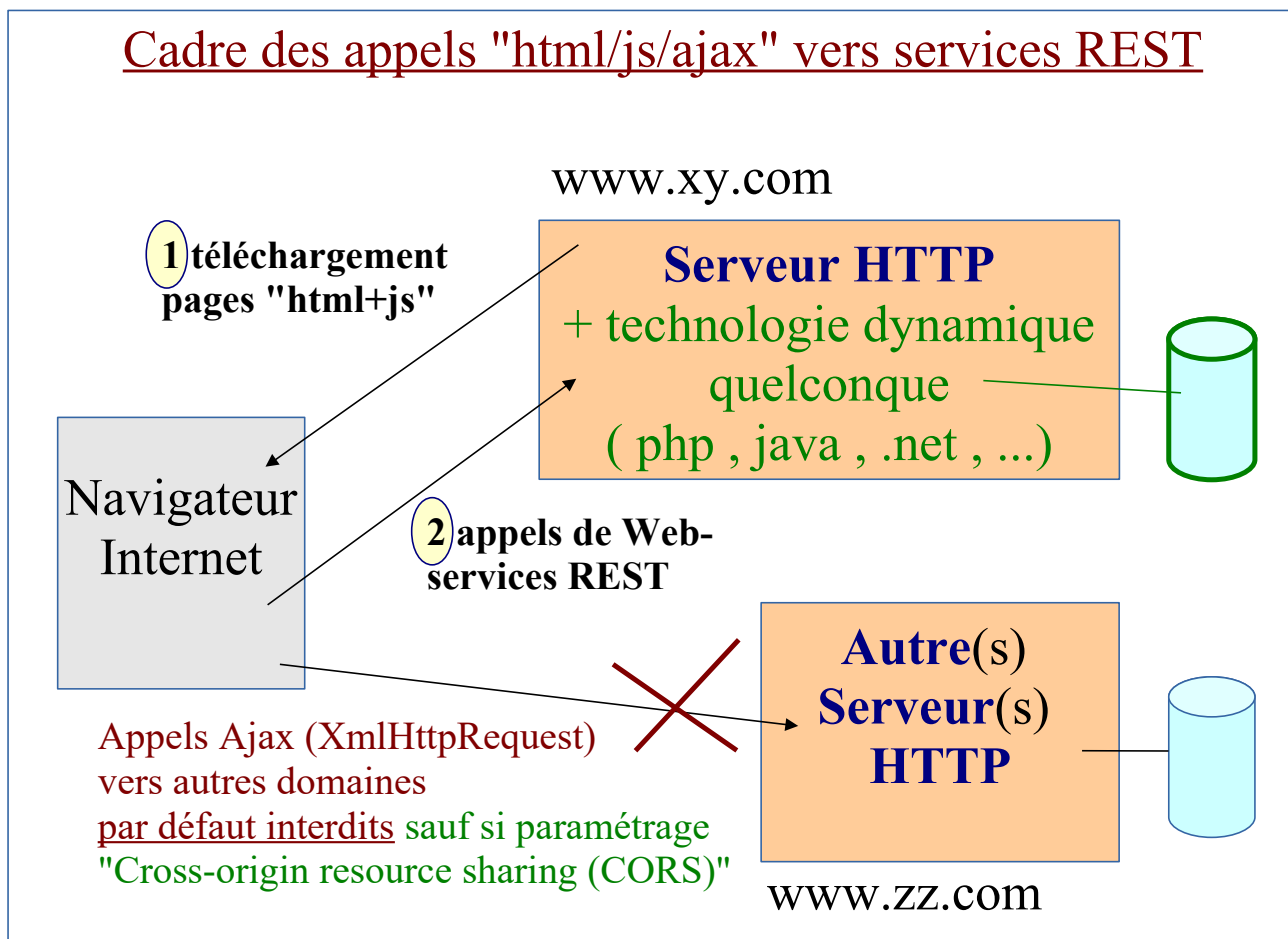 Cadre des appels "html/js/ajax" vers services REST
www.xy.com
1 téléchargement
pages "html+js"
Serveur HTTP
+ technologie dynamique
quelconque
( php , java , .net , ...)
Navigateur
Internet
2 appels de Web-
services REST
Autre(s)
Serveur(s)
HTTP
Appels Ajax (XmlHttpRequest)
vers autres domaines
par défaut interdits sauf si paramétrage
"Cross-origin resource sharing (CORS)"
www.zz.com